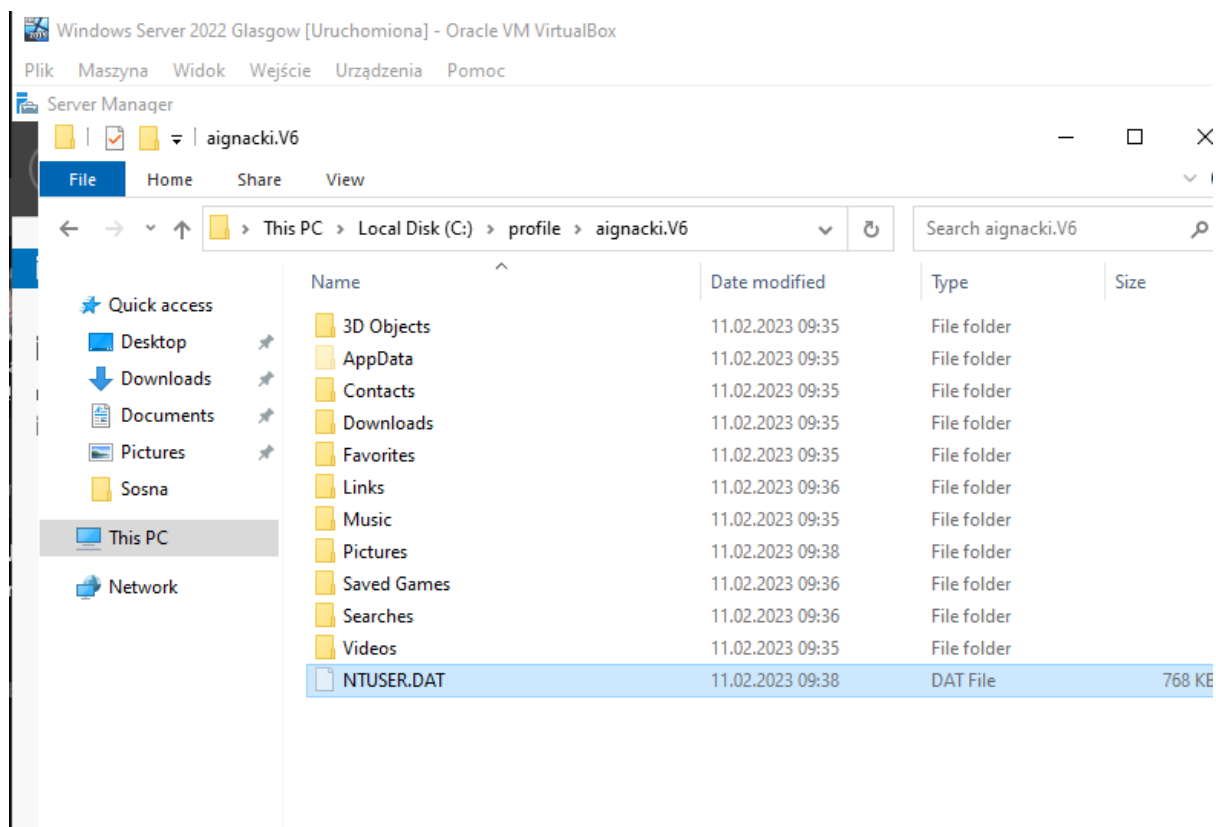 Windows Server 2022 Glasgow [Uruchomiona] - Oracle VM VirtualBox
Plik Maszyna Widok Wejście Urządzenia Pomoc
Server Manager
aignacki.V6
File Home Share View
This PC > Local Disk (C:) > profile > aignacki.V6 Search aignacki.V6
Name Date modified Type Size
Quick access
Desktop
Downloads
Documents
Pictures
Sosna
This PC
Network
3D Objects 11.02.2023 09:35 File folder
AppData 11.02.2023 09:35 File folder
Contacts 11.02.2023 09:35 File folder
Downloads 11.02.2023 09:35 File folder
Favorites 11.02.2023 09:35 File folder
Links 11.02.2023 09:36 File folder
Music 11.02.2023 09:35 File folder
Pictures 11.02.2023 09:38 File folder
Saved Games 11.02.2023 09:36 File folder
Searches 11.02.2023 09:36 File folder
Videos 11.02.2023 09:35 File folder
NTUSER.DAT 11.02.2023 09:38 DAT File 768 KB